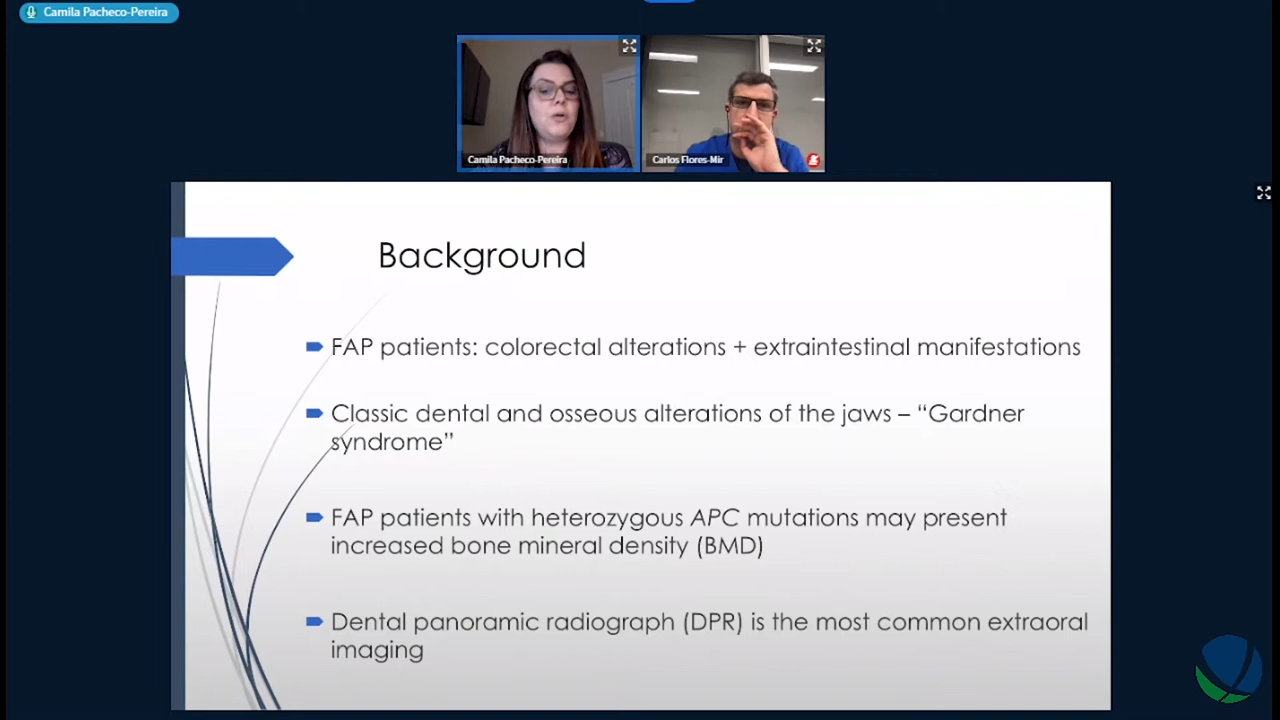 Camila Pacheco-Pereira
Camila Pacheco-Pereira
Carlos Flores-Mir
Background
FAP patients: colorectal alterations + extraintestinal manifestations
Classic dental and osseous alterations of the jaws – “Gardner
syndrome”
FAP patients with heterozygous APC mutations may present
increased bone mineral density (BMD)
Dental panoramic radiograph (DPR) is the most common extraoral
imaging